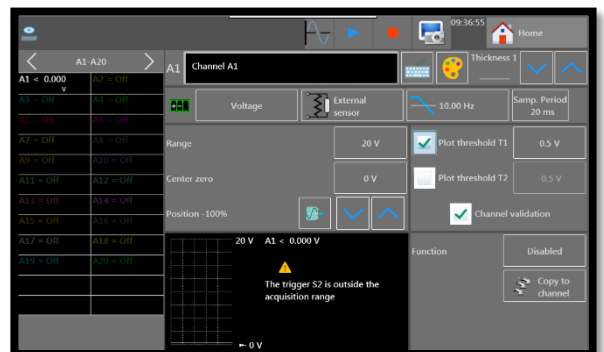 09:36:55
Home
A1-A20
A1
Channel A1
Thickness 1
A1 < 0.000
V
A2 = Off
A3 = Off
A4 = Off
A5 = Off
A6 = Off
A7 = Off
A8 = Off
A9 = Off
A10 = Off
A11 = Off
A12 = Off
A13 = Off
A14 = Off
A15 = Off
A16 = Off
A17 = Off
A18 = Off
A19 = Off
A20 = Off
Voltage
External
sensor
10.00 Hz
Samp. Period
20 ms
Range
20 V
Center zero
0 V
Position -100%
Plot threshold T1
0.5 V
Plot threshold T2
0.5 V
Channel validation
20 V
A1 < 0.000 V
The trigger S2 is outside the
acquisition range
0 V
Function
Disabled
Copy to
channel